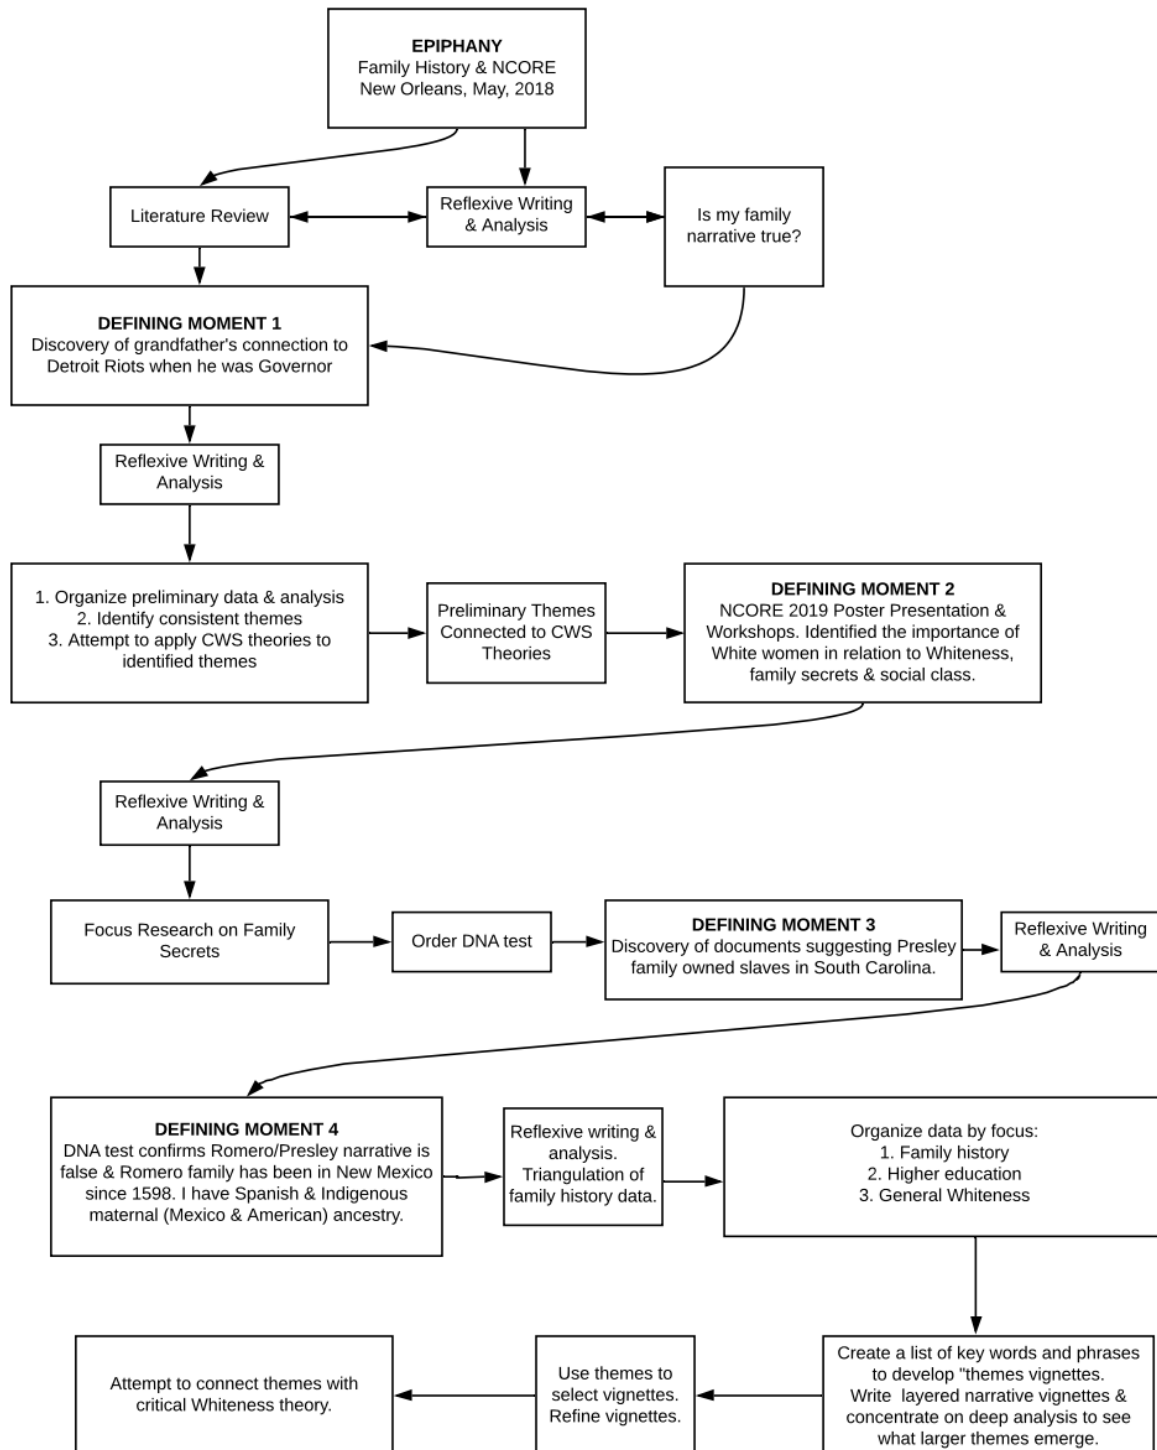 EPIPHANY
Family History & NCORE
New Orleans, May, 2018
Literature Review
Reflexive Writing
& Analysis
Is my family
narrative true?
DEFINING MOMENT 1
Discovery of grandfather's connection to
Detroit Riots when he was Governor
Reflexive Writing &
Analysis
1. Organize preliminary data & analysis
2. Identify consistent themes
3. Attempt to apply CWS theories to
identified themes
Preliminary Themes
Connected to CWS
Theories
DEFINING MOMENT 2
NCORE 2019 Poster Presentation &
Workshops. Identified the importance of
White women in relation to Whiteness,
family secrets & social class.
Reflexive Writing &
Analysis
Focus Research on Family
Secrets
Order DNA test
DEFINING MOMENT 3
Discovery of documents suggesting Presley
family owned slaves in South Carolina.
Reflexive Writing
& Analysis
DEFINING MOMENT 4
DNA test confirms Romero/Presley narrative is
false & Romero family has been in New Mexico
since 1598. I have Spanish & Indigenous
maternal (Mexico & American) ancestry.
Reflexive writing &
analysis.
Triangulation of
family history data.
Organize data by focus:
1. Family history
2. Higher education
3. General Whiteness
Create a list of key words and phrases
to develop "themes vignettes.
Write layered narrative vignettes &
concentrate on deep analysis to see
what larger themes emerge.
Use themes to
select vignettes.
Refine vignettes.
Attempt to connect themes with
critical Whiteness theory.